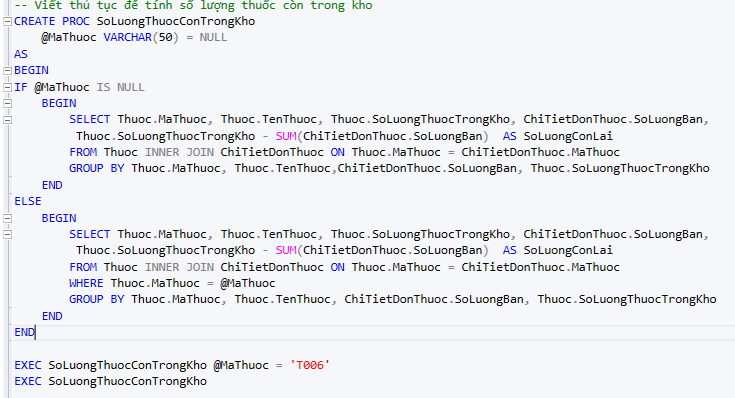 -- Viết thủ tục để tính số lượng thuốc còn trong kho
CREATE PROC SoLuongThuocConTrongKho
@MaThuoc VARCHAR(50) = NULL
AS
BEGIN
IF @MaThuoc IS NULL
BEGIN
SELECT Thuoc.MaThuoc, Thuoc.TenThuoc, Thuoc.SoLuongThuocTrongKho, ChiTietDonThuoc.SoLuongBan,
Thuoc.SoLuongThuocTrongKho - SUM(ChiTietDonThuoc.SoLuongBan)  AS SoLuongConLai
FROM Thuoc INNER JOIN ChiTietDonThuoc ON Thuoc.MaThuoc = ChiTietDonThuoc.MaThuoc
GROUP BY Thuoc.MaThuoc, Thuoc.TenThuoc,ChiTietDonThuoc.SoLuongBan, Thuoc.SoLuongThuocTrongKho
END
ELSE
BEGIN
SELECT Thuoc.MaThuoc, Thuoc.TenThuoc, Thuoc.SoLuongThuocTrongKho, ChiTietDonThuoc.SoLuongBan,
Thuoc.SoLuongThuocTrongKho - SUM(ChiTietDonThuoc.SoLuongBan)  AS SoLuongConLai
FROM Thuoc INNER JOIN ChiTietDonThuoc ON Thuoc.MaThuoc = ChiTietDonThuoc.MaThuoc
WHERE Thuoc.MaThuoc = @MaThuoc
GROUP BY Thuoc.MaThuoc, Thuoc.TenThuoc, ChiTietDonThuoc.SoLuongBan, Thuoc.SoLuongThuocTrongKho
END
END
EXEC SoLuongThuocConTrongKho @MaThuoc = 'T006'
EXEC SoLuongThuocConTrongKho